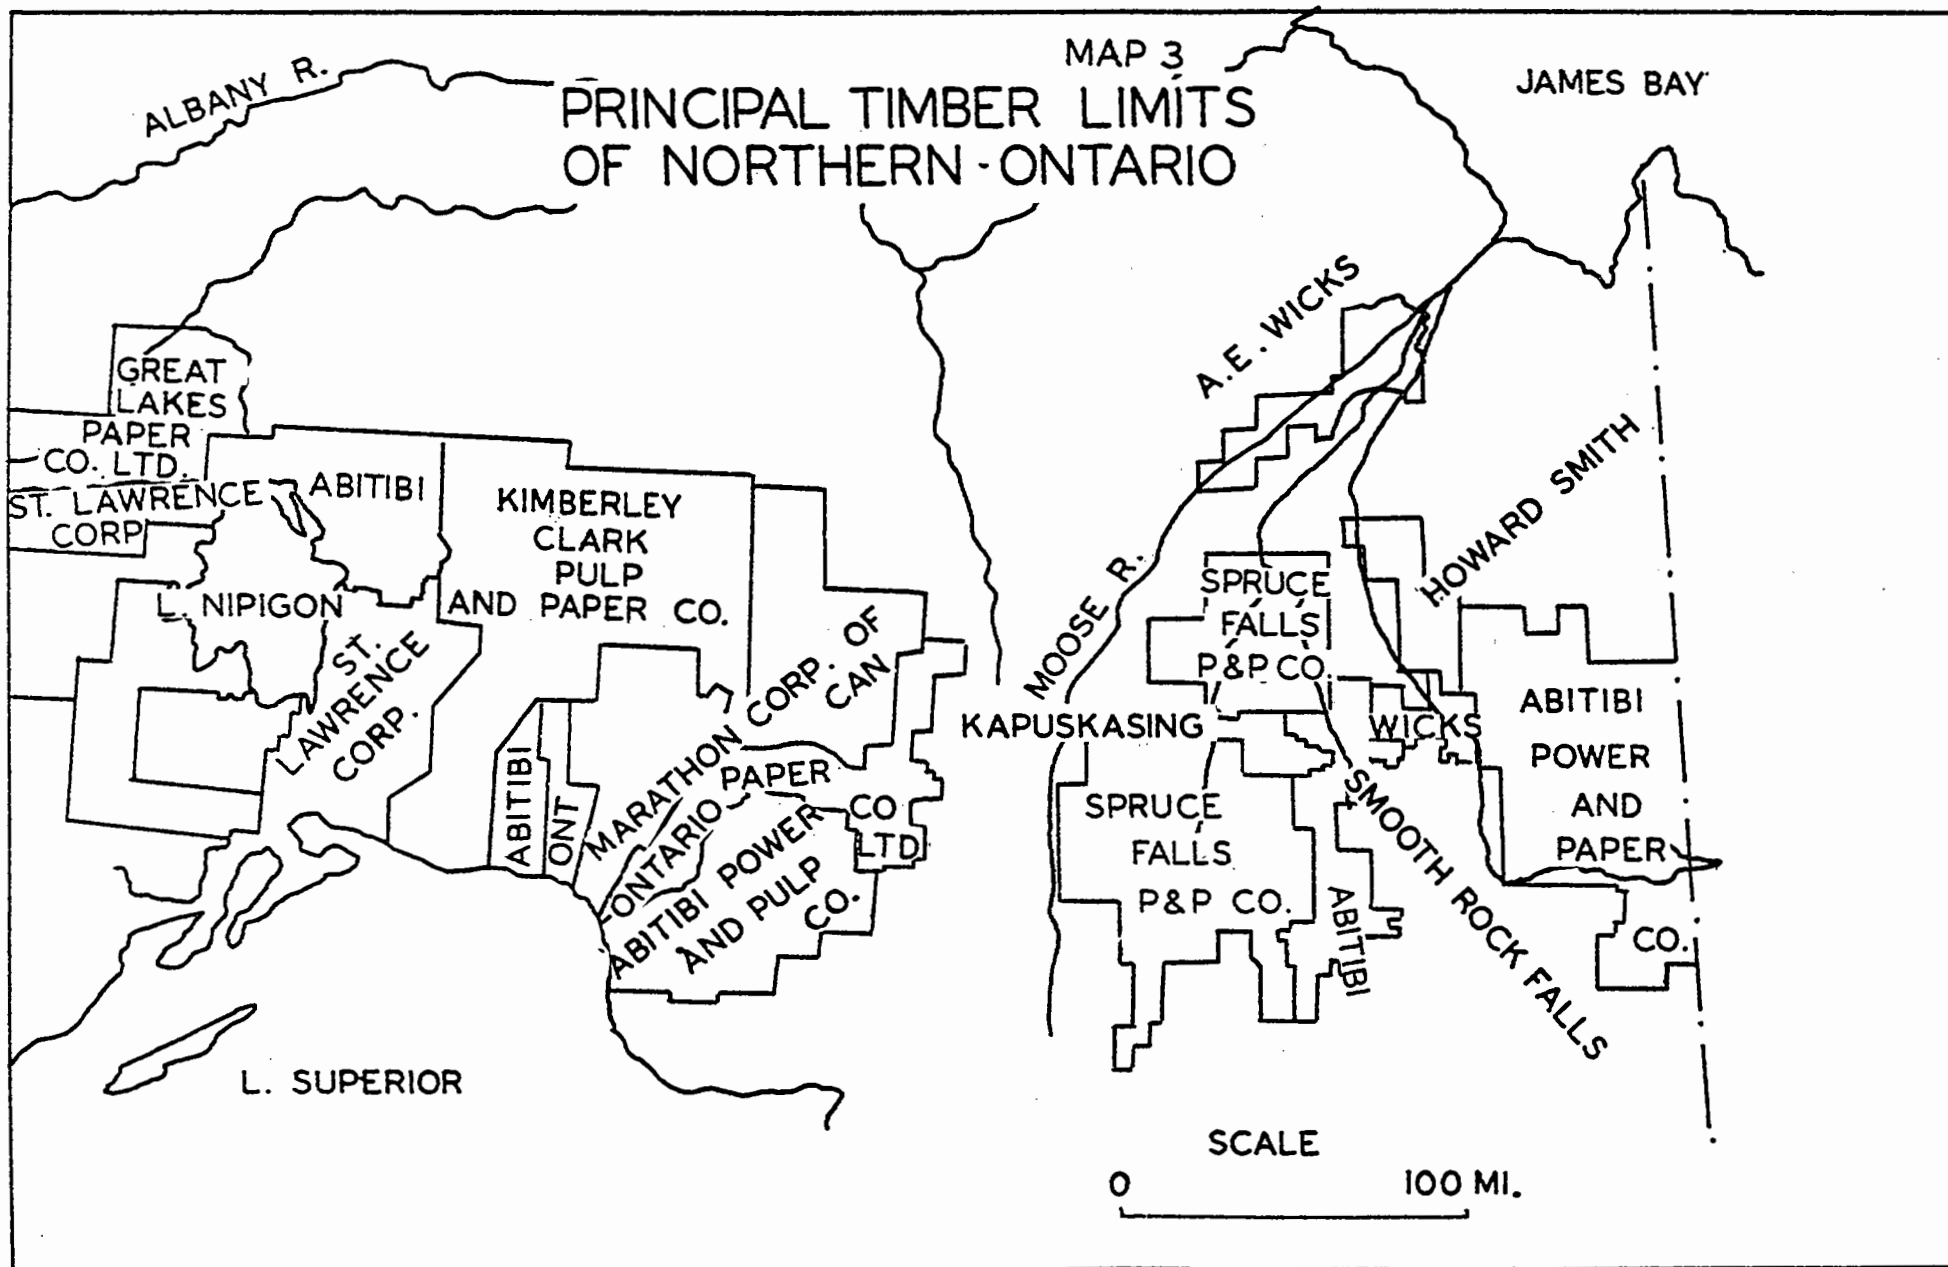 MAP 3
PRINCIPAL TIMBER LIMITS
OF NORTHERN - ONTARIO
JAMES BAY
ALBANY R.
A.E. WICKS
GREAT
LAKES
PAPER
CO. LTD.
ST. LAWRENCE
CORP
ABITIBI
KIMBERLEY
CLARK
PULP
AND PAPER CO.
L. NIPIGON
ST.
LAWRENCE
CORP.
ABITIBI
ONT
MARATHON CORP. OF
CAN
ONTARIO PAPER
CO
LTD
ABITIBI POWER
AND PULP
CO.
L. SUPERIOR
MOOSE R.
KAPUSKASING
SPRUCE
FALLS
P&P CO.
HOWARD SMITH
WICKS
SPRUCE
FALLS
P&P CO.
ABITIBI
SMOOTH ROCK FALLS
ABITIBI
POWER
AND
PAPER
CO.
SCALE
0 100 MI.